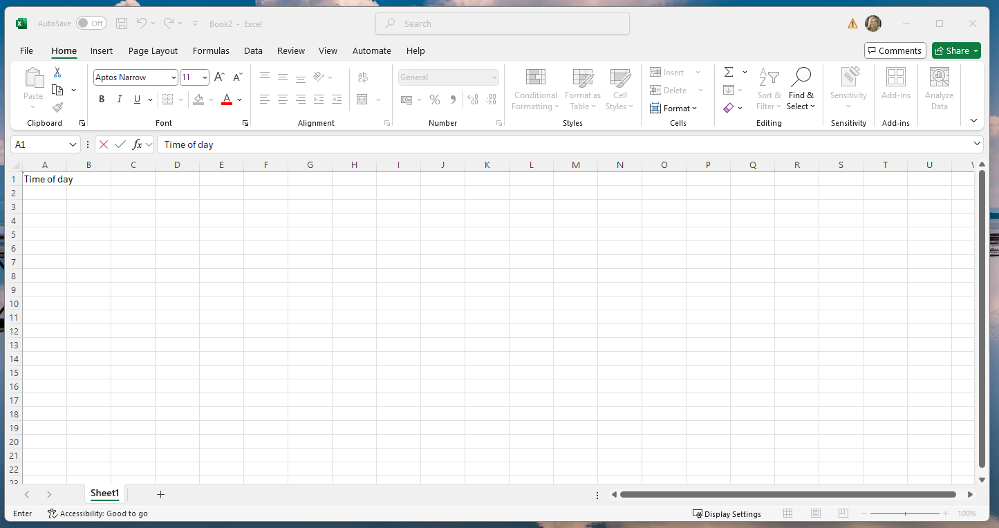 AutoSave Off Book2 - Excel Search
File Home Insert Page Layout Formulas Data Review View Automate Help Comments Share
Paste
Clipboard
Aptos Narrow 11
B I U A
Font
ab
Alignment
General
%
Number
Conditional Formatting
Format as Table
Cell Styles
Styles
Insert
Delete
Format
Cells
Sort & Filter
Find & Select
Editing
Sensitivity
Sensitivity
Add-ins
Add-ins
Analyze Data
A1 fx Time of day
A B C D E F G H I J K L M N O P Q R S T U
1 Time of day
2
3
4
5
6
7
8
9
10
11
12
13
14
15
16
17
18
19
20
21
22
23
Sheet1
Enter Accessibility: Good to go Display Settings 100%